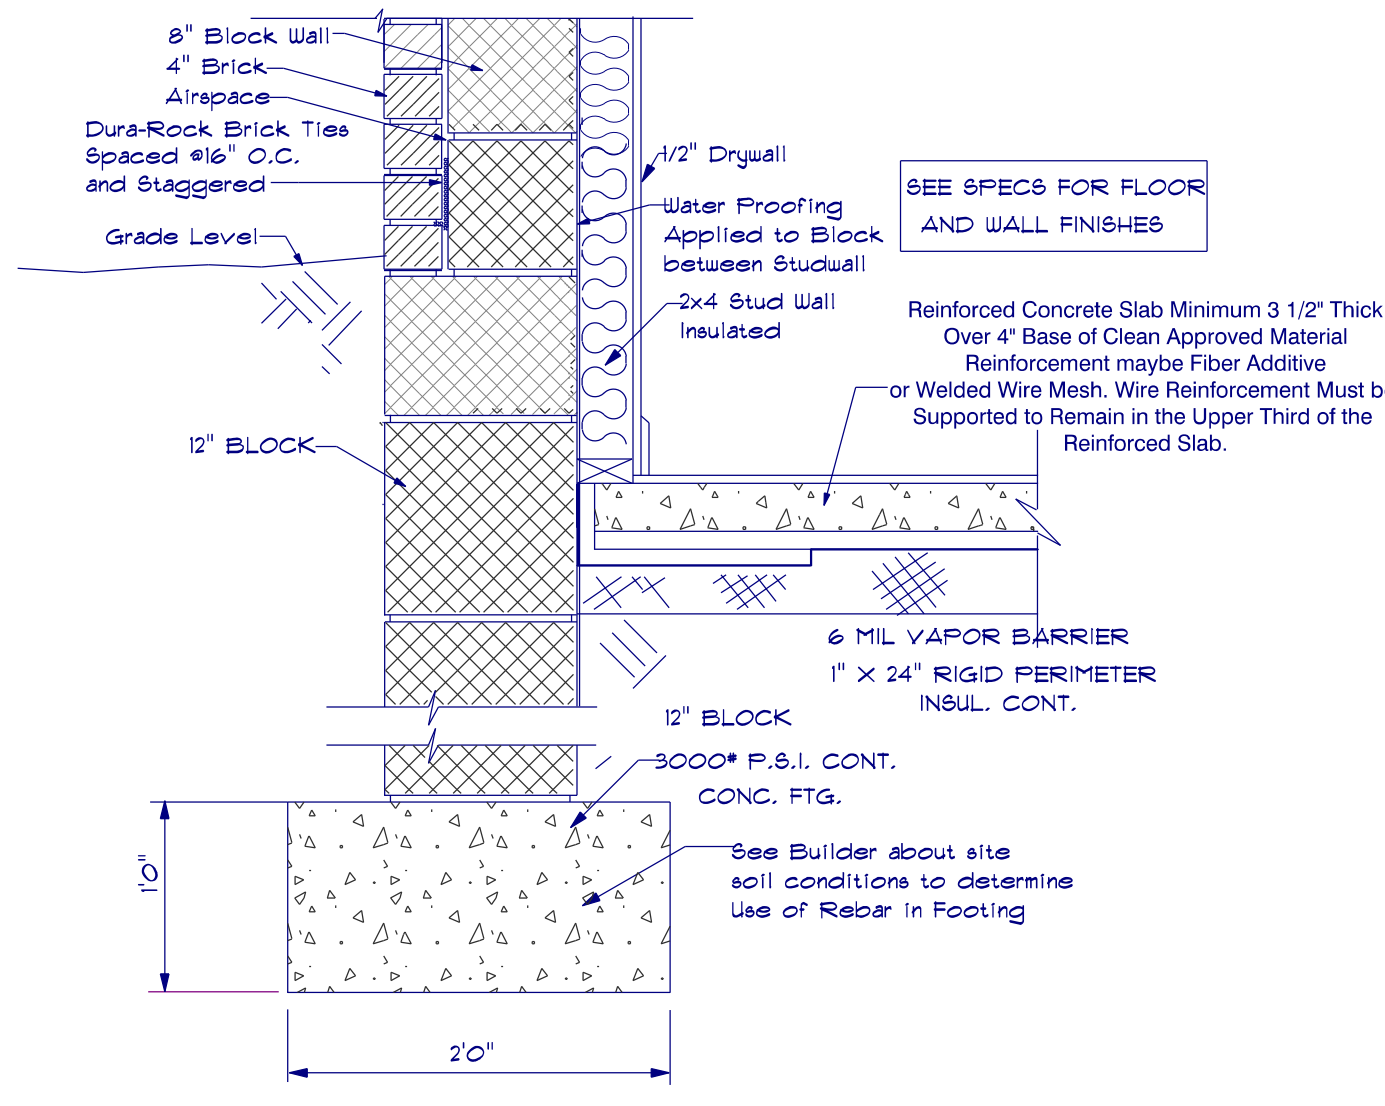 8" Block Wall
4" Brick
Airspace
Dura-Rock Brick Ties
Spaced @16" O.C.
and Staggered
Grade Level
1/2" Drywall
Water Proofing
Applied to Block
between Studwall
2x4 Stud Wall
Insulated
SEE SPECS FOR FLOOR
AND WALL FINISHES
Reinforced Concrete Slab Minimum 3 1/2" Thick
Over 4" Base of Clean Approved Material
Reinforcement maybe Fiber Additive
or Welded Wire Mesh. Wire Reinforcement Must b
Supported to Remain in the Upper Third of the
Reinforced Slab.
12" BLOCK
6 MIL VAPOR BARRIER
1" X 24" RIGID PERIMETER
INSUL. CONT.
12" BLOCK
3000# P.S.I. CONT.
CONC. FTG.
See Builder about site
soil conditions to determine
Use of Rebar in Footing
1'0"
2'0"